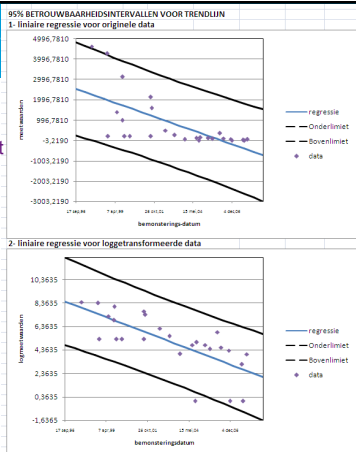 95% BETROUWBAARHEIDSINTERVALLEN VOOR TRENDLIJN
1- liniaire regressie voor originele data
4996,7810
3996,7810
2996,7810
1996,7810
996,7810
-3,2190
-1003,2190
-2003,2190
-3003,2190
meetwaarden
bemonsterings-datum
regressie
Onderlimiet
Bovenlimiet
data
t
2- liniaire regressie voor loggetransformeerde data
10,3635
8,3635
6,3635
4,3635
2,3635
0,3635
-1,6365
logmeetwaarden
bemonsteringsdatum
regressie
Onderlimiet
Bovenlimiet
data